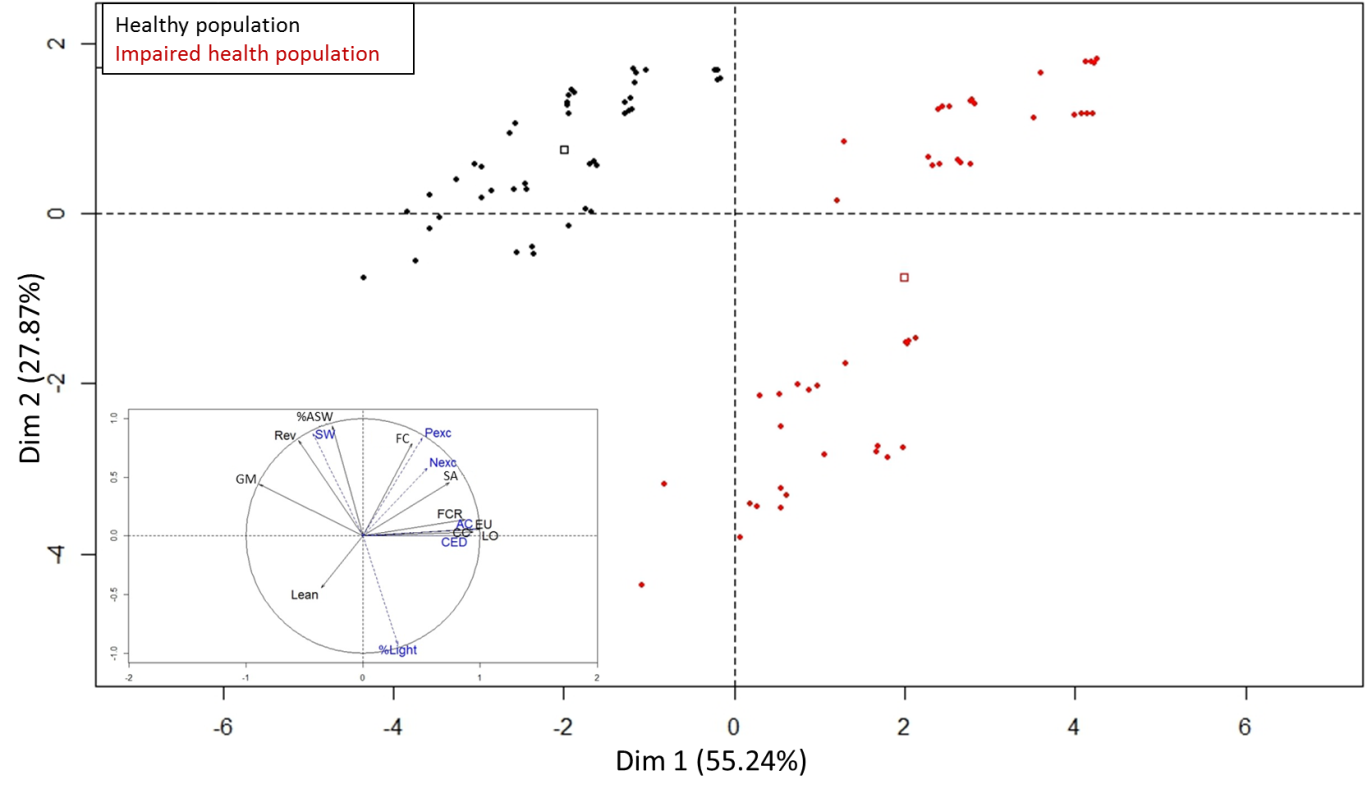 Healthy population
Impaired health population
2
0
-2
-4
Dim 2 (27.87%)
-6
-4
-2
0
2
4
6
Dim 1 (55.24%)
1.0
0.5
0.0
-0.5
-1.0
-2
-1
0
1
2
%ASW
Rev
SW
FC
Pexc
GM
Nexc
SA
FCR
AC
EU
CC
LO
CED
Lean
%Light